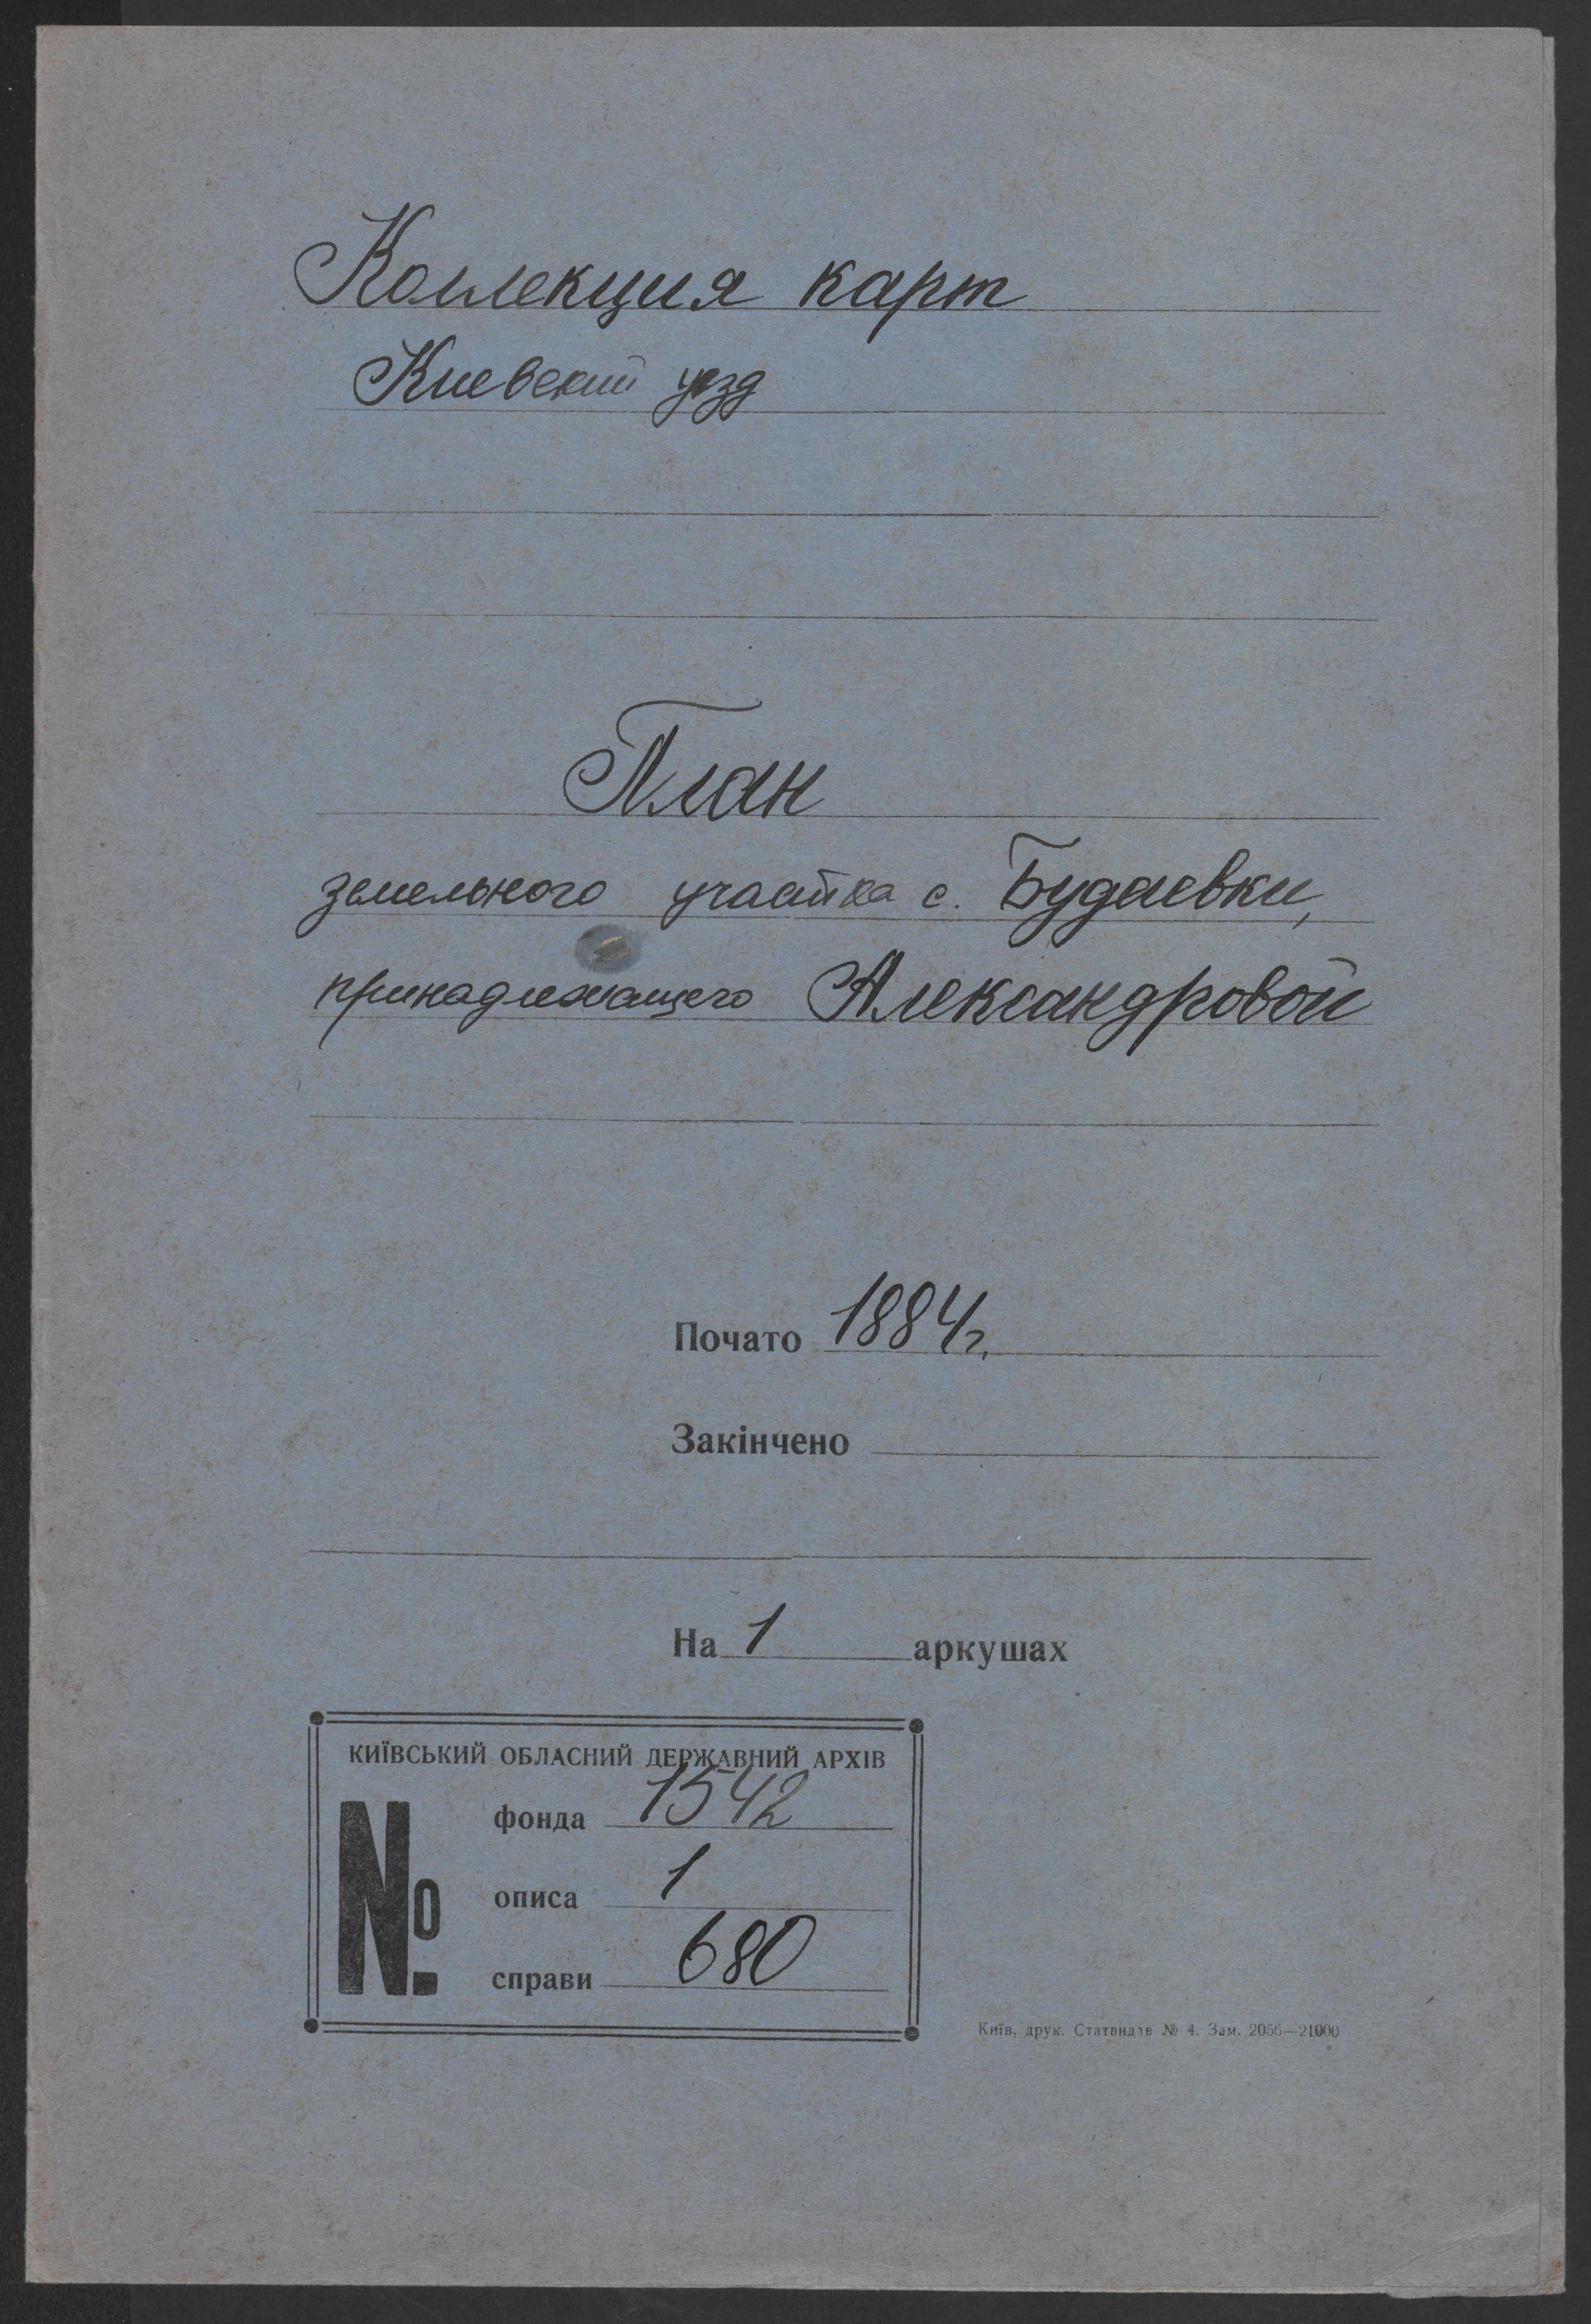 Коллекция карт
Киевский уезд
План
земельного участка с. Будаевки,
принадлежащего Александровой
Почато 1884 г.
Закінчено
На 1 аркушах
КИЇВСЬКИЙ ОБЛАСНИЙ ДЕРЖАВНИЙ АРХІВ
№
фонда 1542
описа 1
справи 680
Київ, друк. Статвидав № 4. Зам. 2056—21000